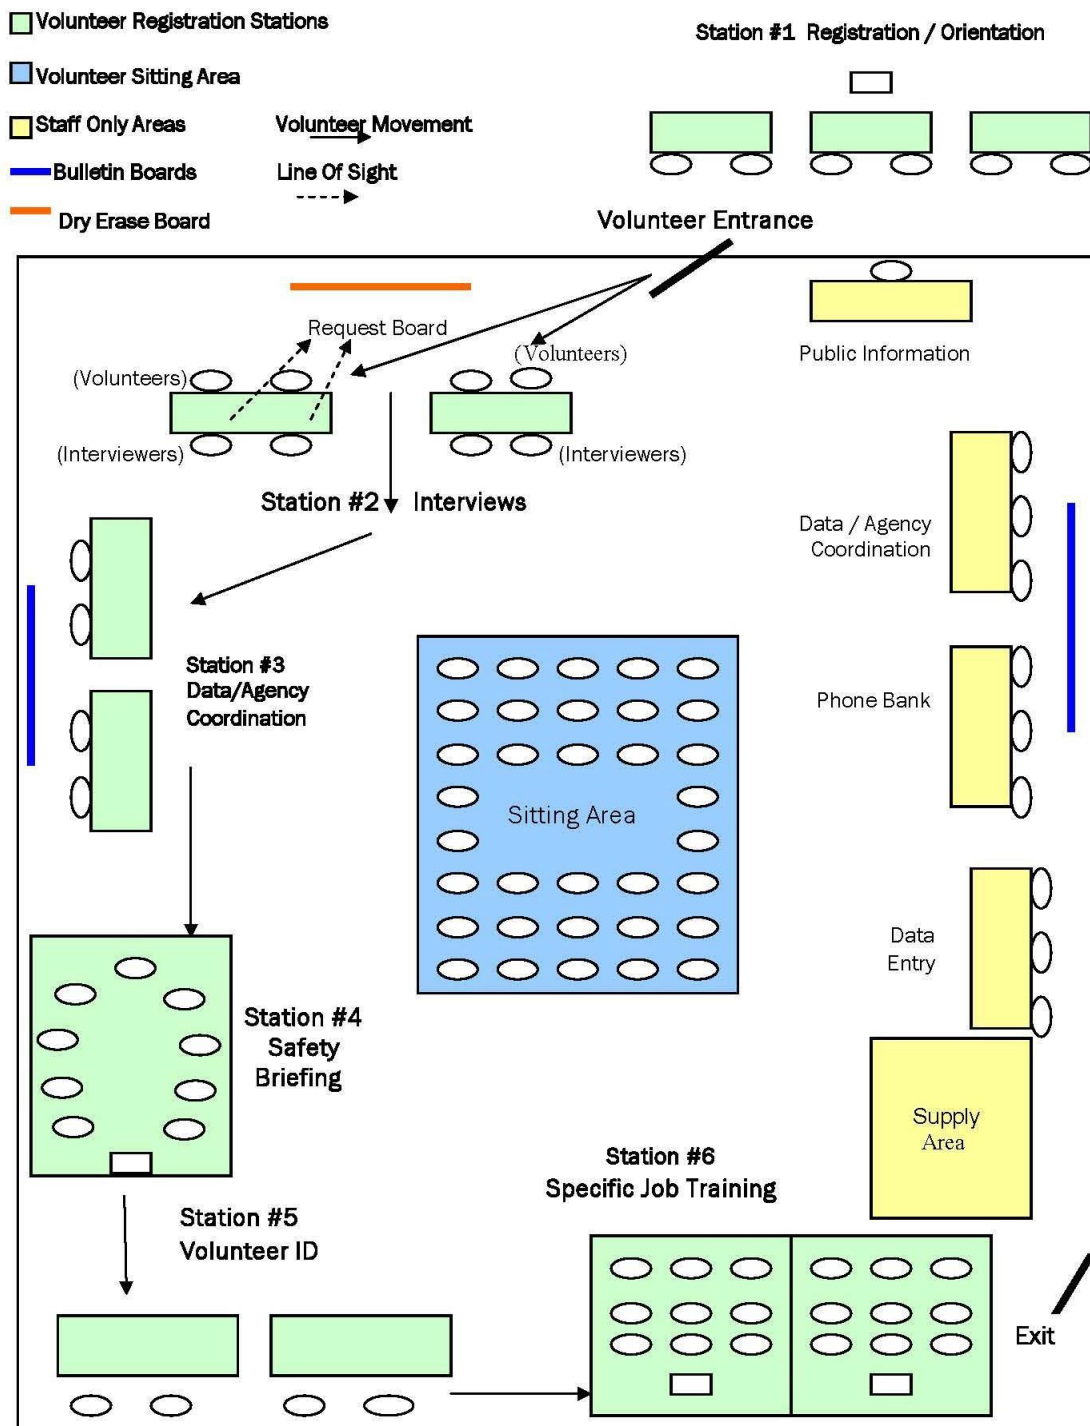 Volunteer Registration Stations
Station #1 Registration / Orientation
Volunteer Sitting Area
Staff Only Areas
Volunteer Movement
Bulletin Boards
Line Of Sight
Dry Erase Board
Volunteer Entrance
Request Board
(Volunteers)
Public Information
(Volunteers)
(Interviewers)
(Interviewers)
Station #2 Interviews
Data / Agency
Coordination
Station #3
Data/Agency
Coordination
Phone Bank
Sitting Area
Data
Entry
Station #4
Safety
Briefing
Supply
Area
Station #6
Specific Job Training
Station #5
Volunteer ID
Exit